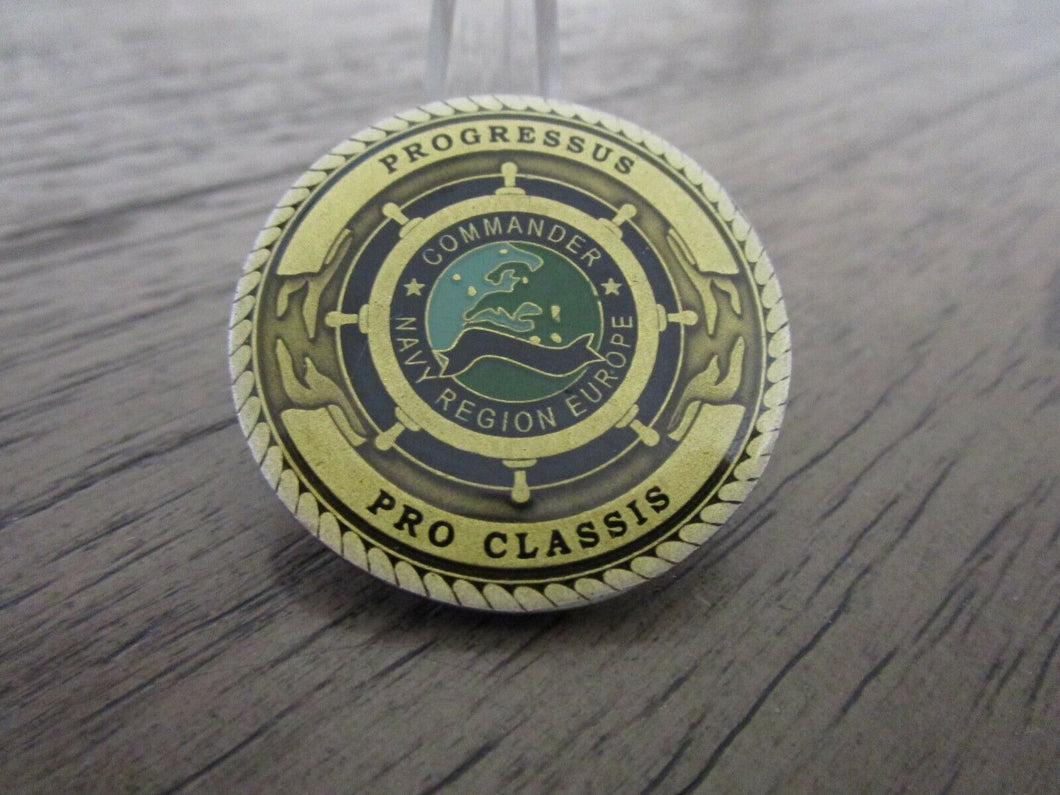 PROGRESSUS
COMMANDER
NAVY REGION EUROPE
PRO CLASSIS